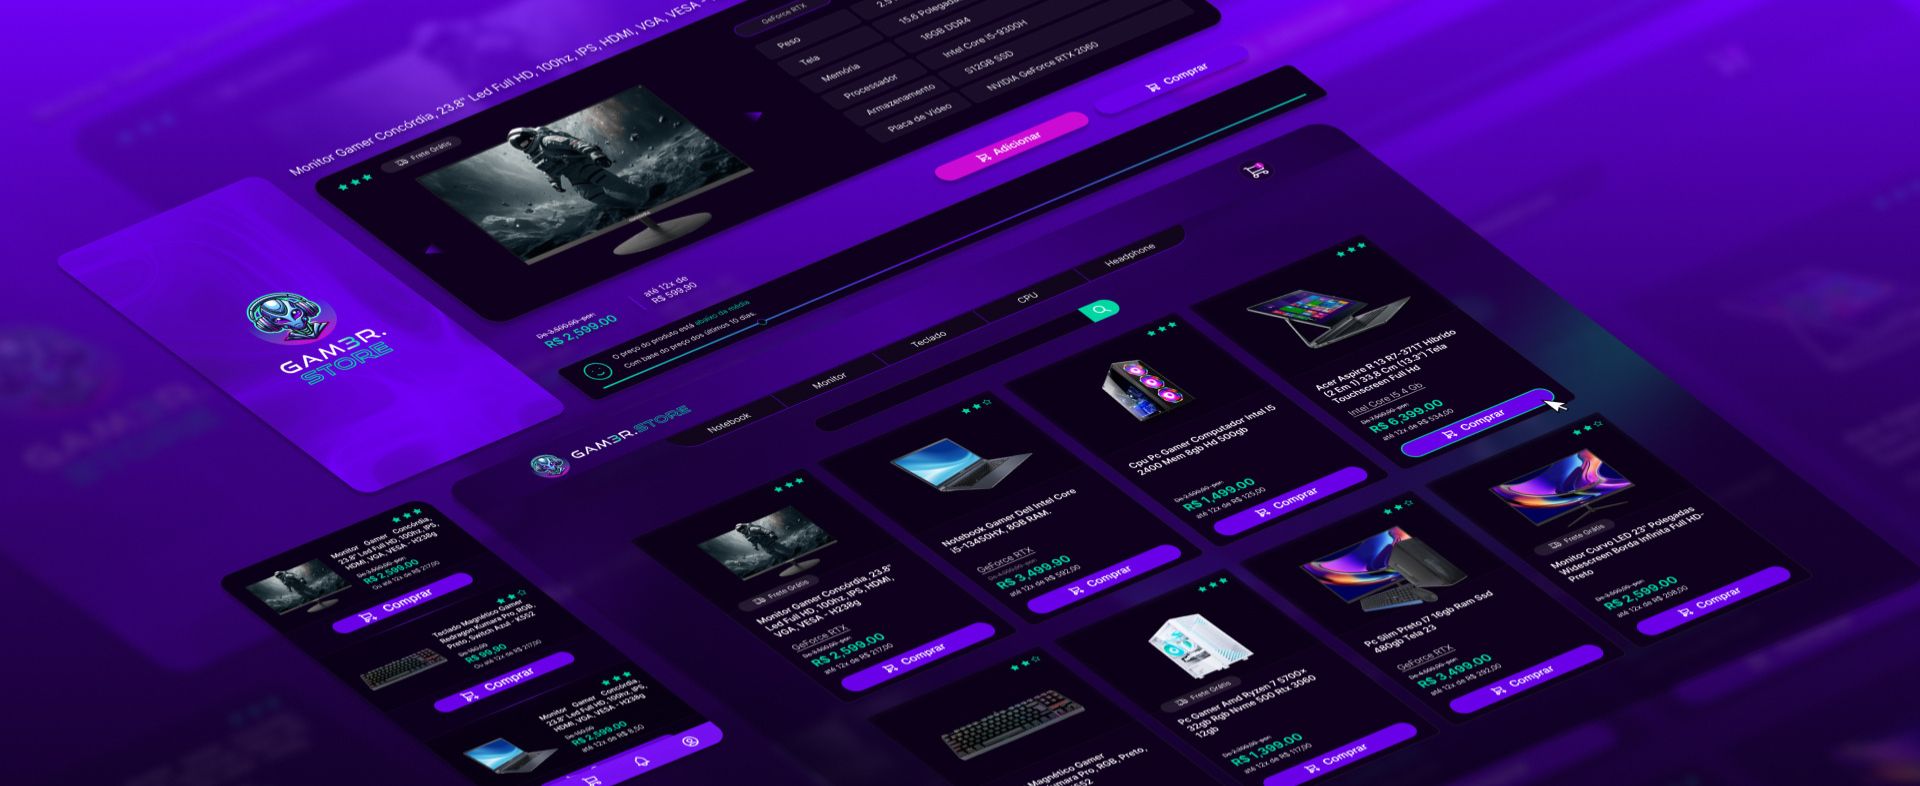 Monitor Gamer Concórdia, 23.8" Led Full HD, 100hz, IPS, HDMI, VGA, VESA -
Frete Grátis
GeForce RTX
Peso
Tela
15.6 Polegadas
Memória
16GB DDR4
Processador
Intel Core i5-9300H
Armazenamento
512GB SSD
Placa de Vídeo
NVIDIA GeForce RTX 2060
Adicionar
Comprar
De 3.600,00 por:
R$ 2,599.00
até 12x de
R$ 599,90
O preço do produto está abaixo da média
Com base do preço dos últimos 10 dias.
GAM3R.
STORE
GAM3R.STORE
Notebook
Monitor
Teclado
CPU
Headphone
Monitor Gamer Concórdia,
23.8" Led Full HD, 100hz, IPS,
HDMI, VGA, VESA - H238g
R$ 2,599.00
Ou até 12x de R$ 217,00
Comprar
Teclado Magnético Gamer
Redragon Kumara Pro, RGB,
Preto, Switch Azul - K552
R$ 99,90
Ou até 12x de R$ 217,00
Comprar
Monitor Gamer Concórdia,
23.8" Led Full HD, 100hz, IPS,
HDMI, VGA, VESA - H238g
R$ 2,599.00
até 12x de R$ 8,50
Frete Grátis
Monitor Gamer Concórdia, 23.8"
Led Full HD, 100hz, IPS, HDMI,
VGA, VESA - H238g
GeForce RTX
R$ 2,599.00
até 12x de R$ 217,00
Comprar
Notebook Gamer Dell Intel Core
i5-13450HX, 8GB RAM.
GeForce RTX
R$ 3,499.90
até 12x de R$ 592,00
Comprar
Cpu Pc Gamer Computador Intel I5
2400 Mem 8gb Hd 500gb
R$ 1,499.00
até 12x de R$ 125,00
Comprar
Acer Aspire R 13 R7-371T Híbrido
(2 Em 1) 33,8 Cm (13.3") Tela
Touchscreen Full Hd
Intel Core I5 4 Gb
R$ 6,399.00
até 12x de R$ 534,00
Comprar
Magnético Gamer
Kumara Pro, RGB, Preto,
K552
Frete Grátis
Pc Gamer Amd Ryzen 7 5700x
32gb Rgb Nvme 500 Rtx 3060
12gb
R$ 1,399.00
até 12x de R$ 117,00
Comprar
Pc Slim Preto I7 16gb Ram Ssd
480gb Tela 23
GeForce RTX
R$ 3,499.00
até 12x de R$ 292,00
Comprar
Frete Grátis
Monitor Curvo LED 23" Polegadas
Widescreen Borda Infinita Full HD-
Preto
R$ 2,599.00
até 12x de R$ 208,00
Comprar